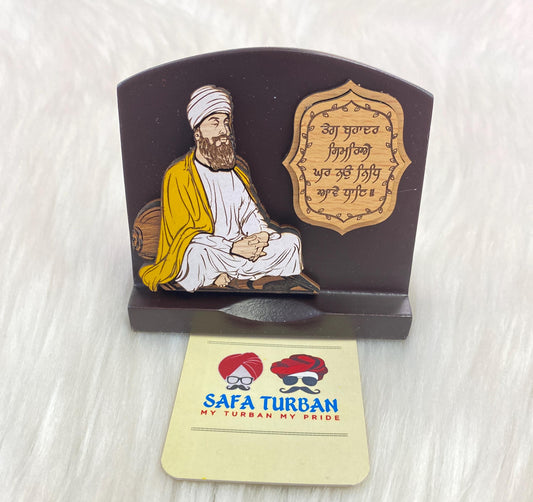 ਤੇਗ ਬਹਾਦਰ
ਸਿਮਰਿਐ
ਘਰ ਨਉ ਨਿਧਿ
ਆਵੇ ਧਾਇ॥
SAFA TURBAN
MY TURBAN MY PRIDE